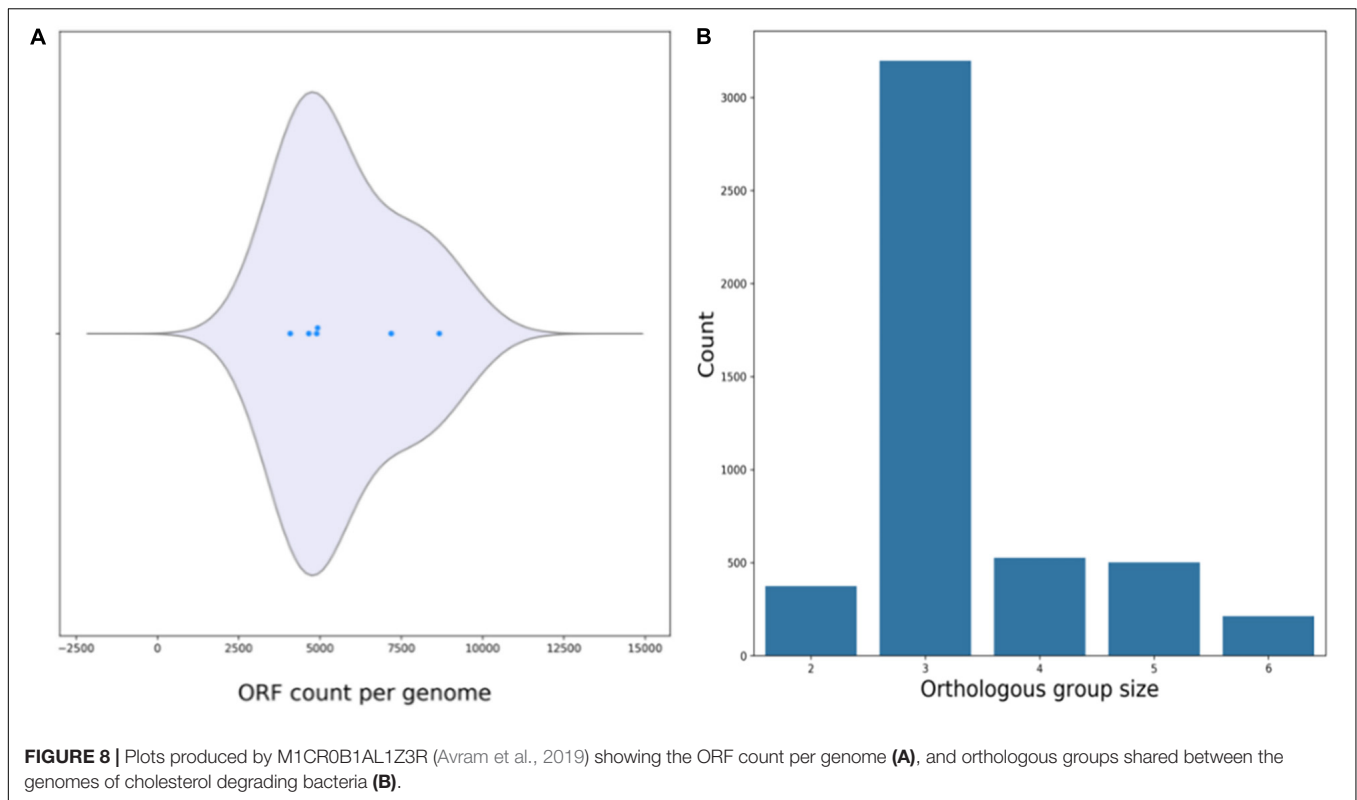 A
−2500 0 2500 5000 7500 10000 12500 15000
ORF count per genome
B
3000
2500
2000
1500
1000
500
0
Count
2 3 4 5 6
Orthologous group size
FIGURE 8 | Plots produced by M1CR0B1AL1Z3R (Avram et al., 2019) showing the ORF count per genome (A), and orthologous groups shared between the
genomes of cholesterol degrading bacteria (B).